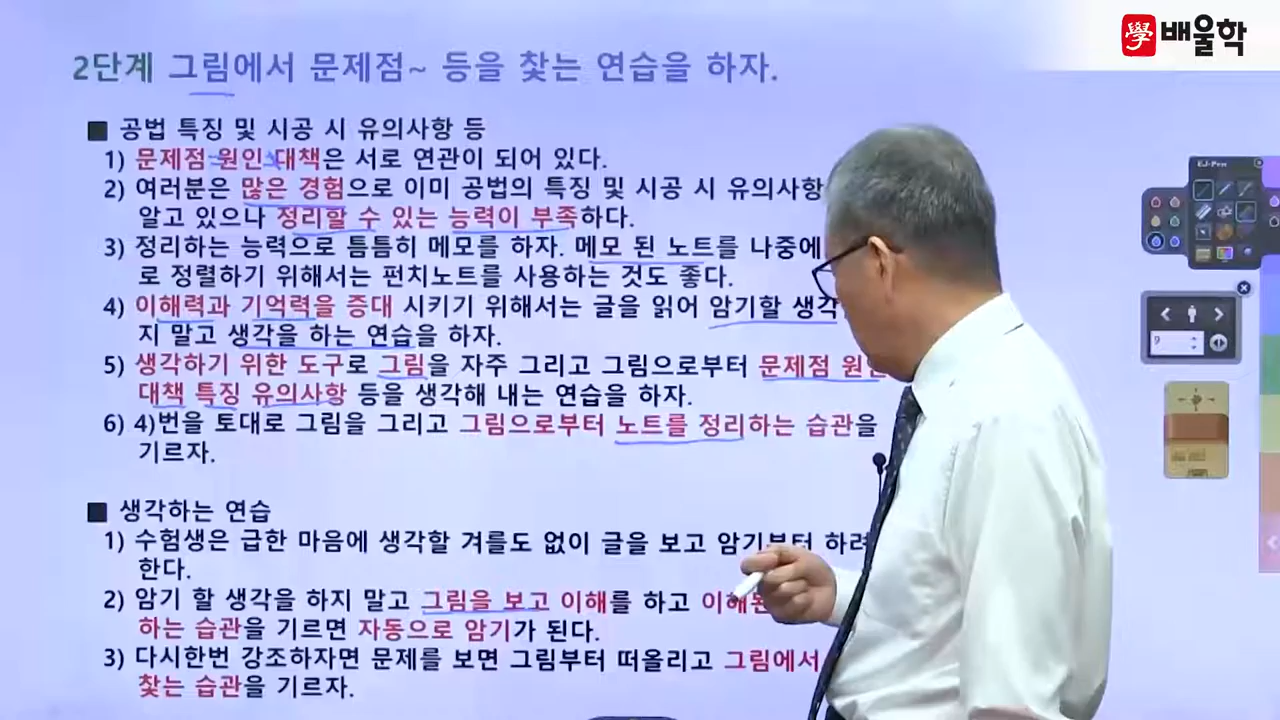 學 배울학
2단계 그림에서 문제점~ 등을 찾는 연습을 하자.
■ 공법 특징 및 시공 시 유의사항 등
1) 문제점 원인 대책은 서로 연관이 되어 있다.
2) 여러분은 많은 경험으로 이미 공법의 특징 및 시공 시 유의사항
알고 있으나 정리할 수 있는 능력이 부족하다.
3) 정리하는 능력으로 틈틈히 메모를 하자. 메모 된 노트를 나중에
로 정렬하기 위해서는 펀치노트를 사용하는 것도 좋다.
4) 이해력과 기억력을 증대 시키기 위해서는 글을 읽어 암기할 생각
지 말고 생각을 하는 연습을 하자.
5) 생각하기 위한 도구로 그림을 자주 그리고 그림으로부터 문제점 원인
대책 특징 유의사항 등을 생각해 내는 연습을 하자.
6) 4)번을 토대로 그림을 그리고 그림으로부터 노트를 정리하는 습관을
기르자.
■ 생각하는 연습
1) 수험생은 급한 마음에 생각할 겨를도 없이 글을 보고 암기부터 하려
한다.
2) 암기 할 생각을 하지 말고 그림을 보고 이해를 하고
하는 습관을 기르면 자동으로 암기가 된다.
3) 다시한번 강조하자면 문제를 보면 그림부터 떠올리고 그림에서
찾는 습관을 기르자.
EJ-Pen
9